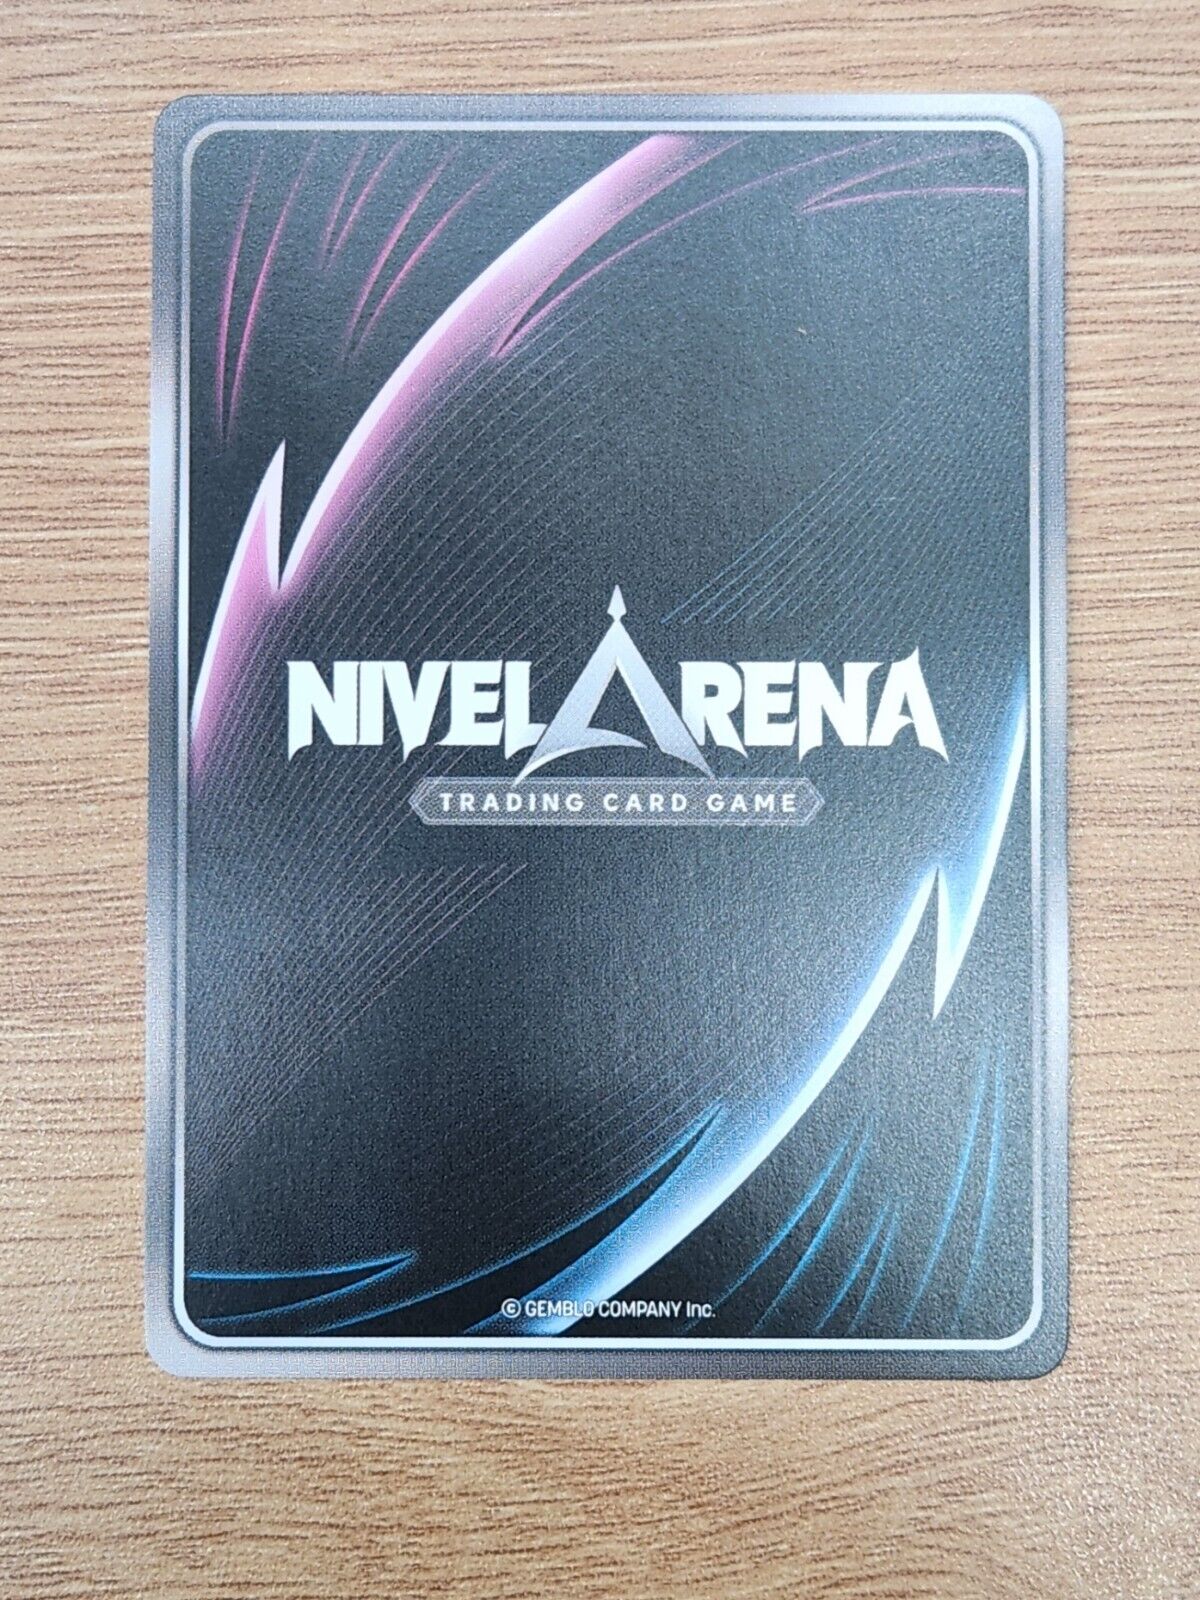 NIVEL ARENA
TRADING CARD GAME
© GEMBLO COMPANY Inc.